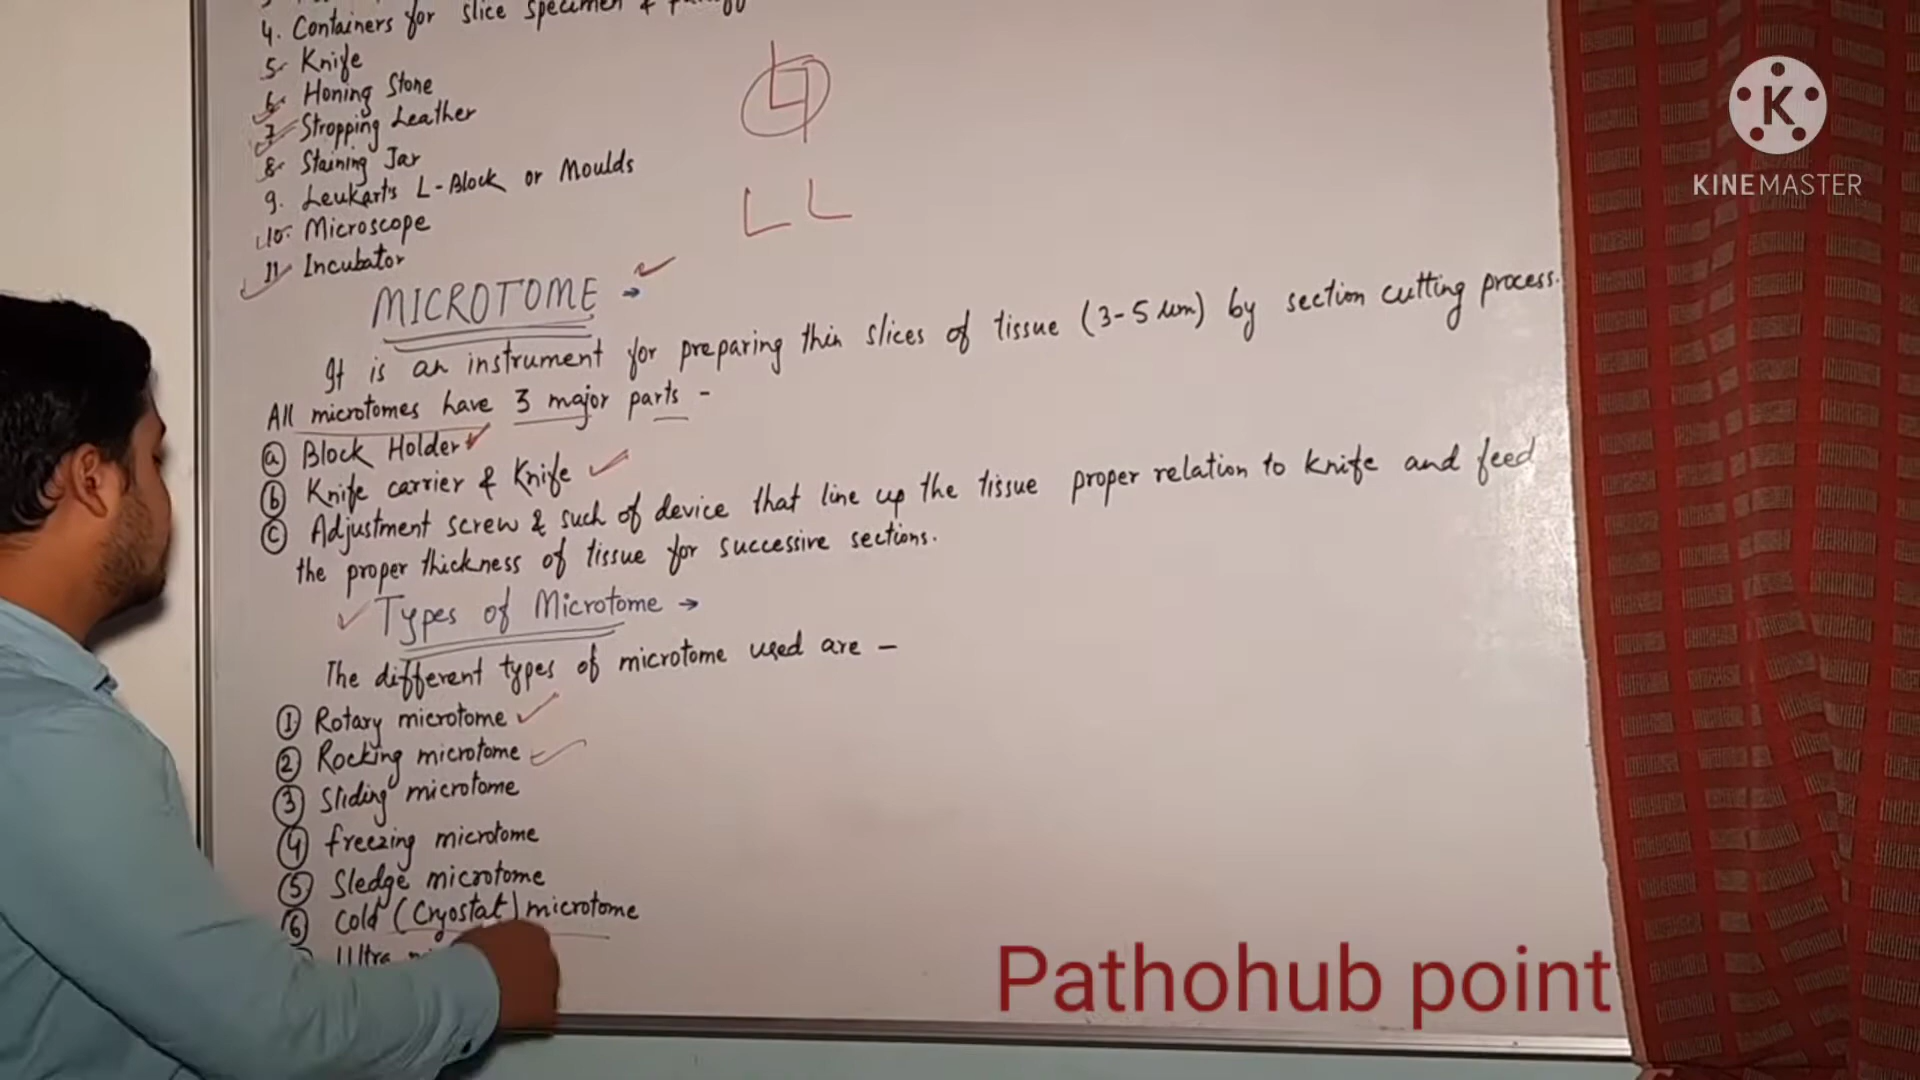 4. Containers for slice specimen &
5. Knife
6. Honing Stone
7. Stropping Leather
8. Staining Jar
9. Leukart's L-Block or Moulds
10. Microscope
11. Incubator
MICROTOME →
It is an instrument for preparing thin slices of tissue (3-5 µm) by section cutting process.
All microtomes have 3 major parts -
(a) Block Holder
(b) Knife carrier & Knife
(c) Adjustment screw & such of device that line up the tissue proper relation to knife and feed
the proper thickness of tissue for successive sections.
Types of Microtome →
The different types of microtome used are -
(1) Rotary microtome
(2) Rocking microtome
(3) Sliding microtome
(4) freezing microtome
(5) Sledge microtome
(6) Cold (Cryostat) microtome
Ultra
K
KINEMASTER
Pathohub point